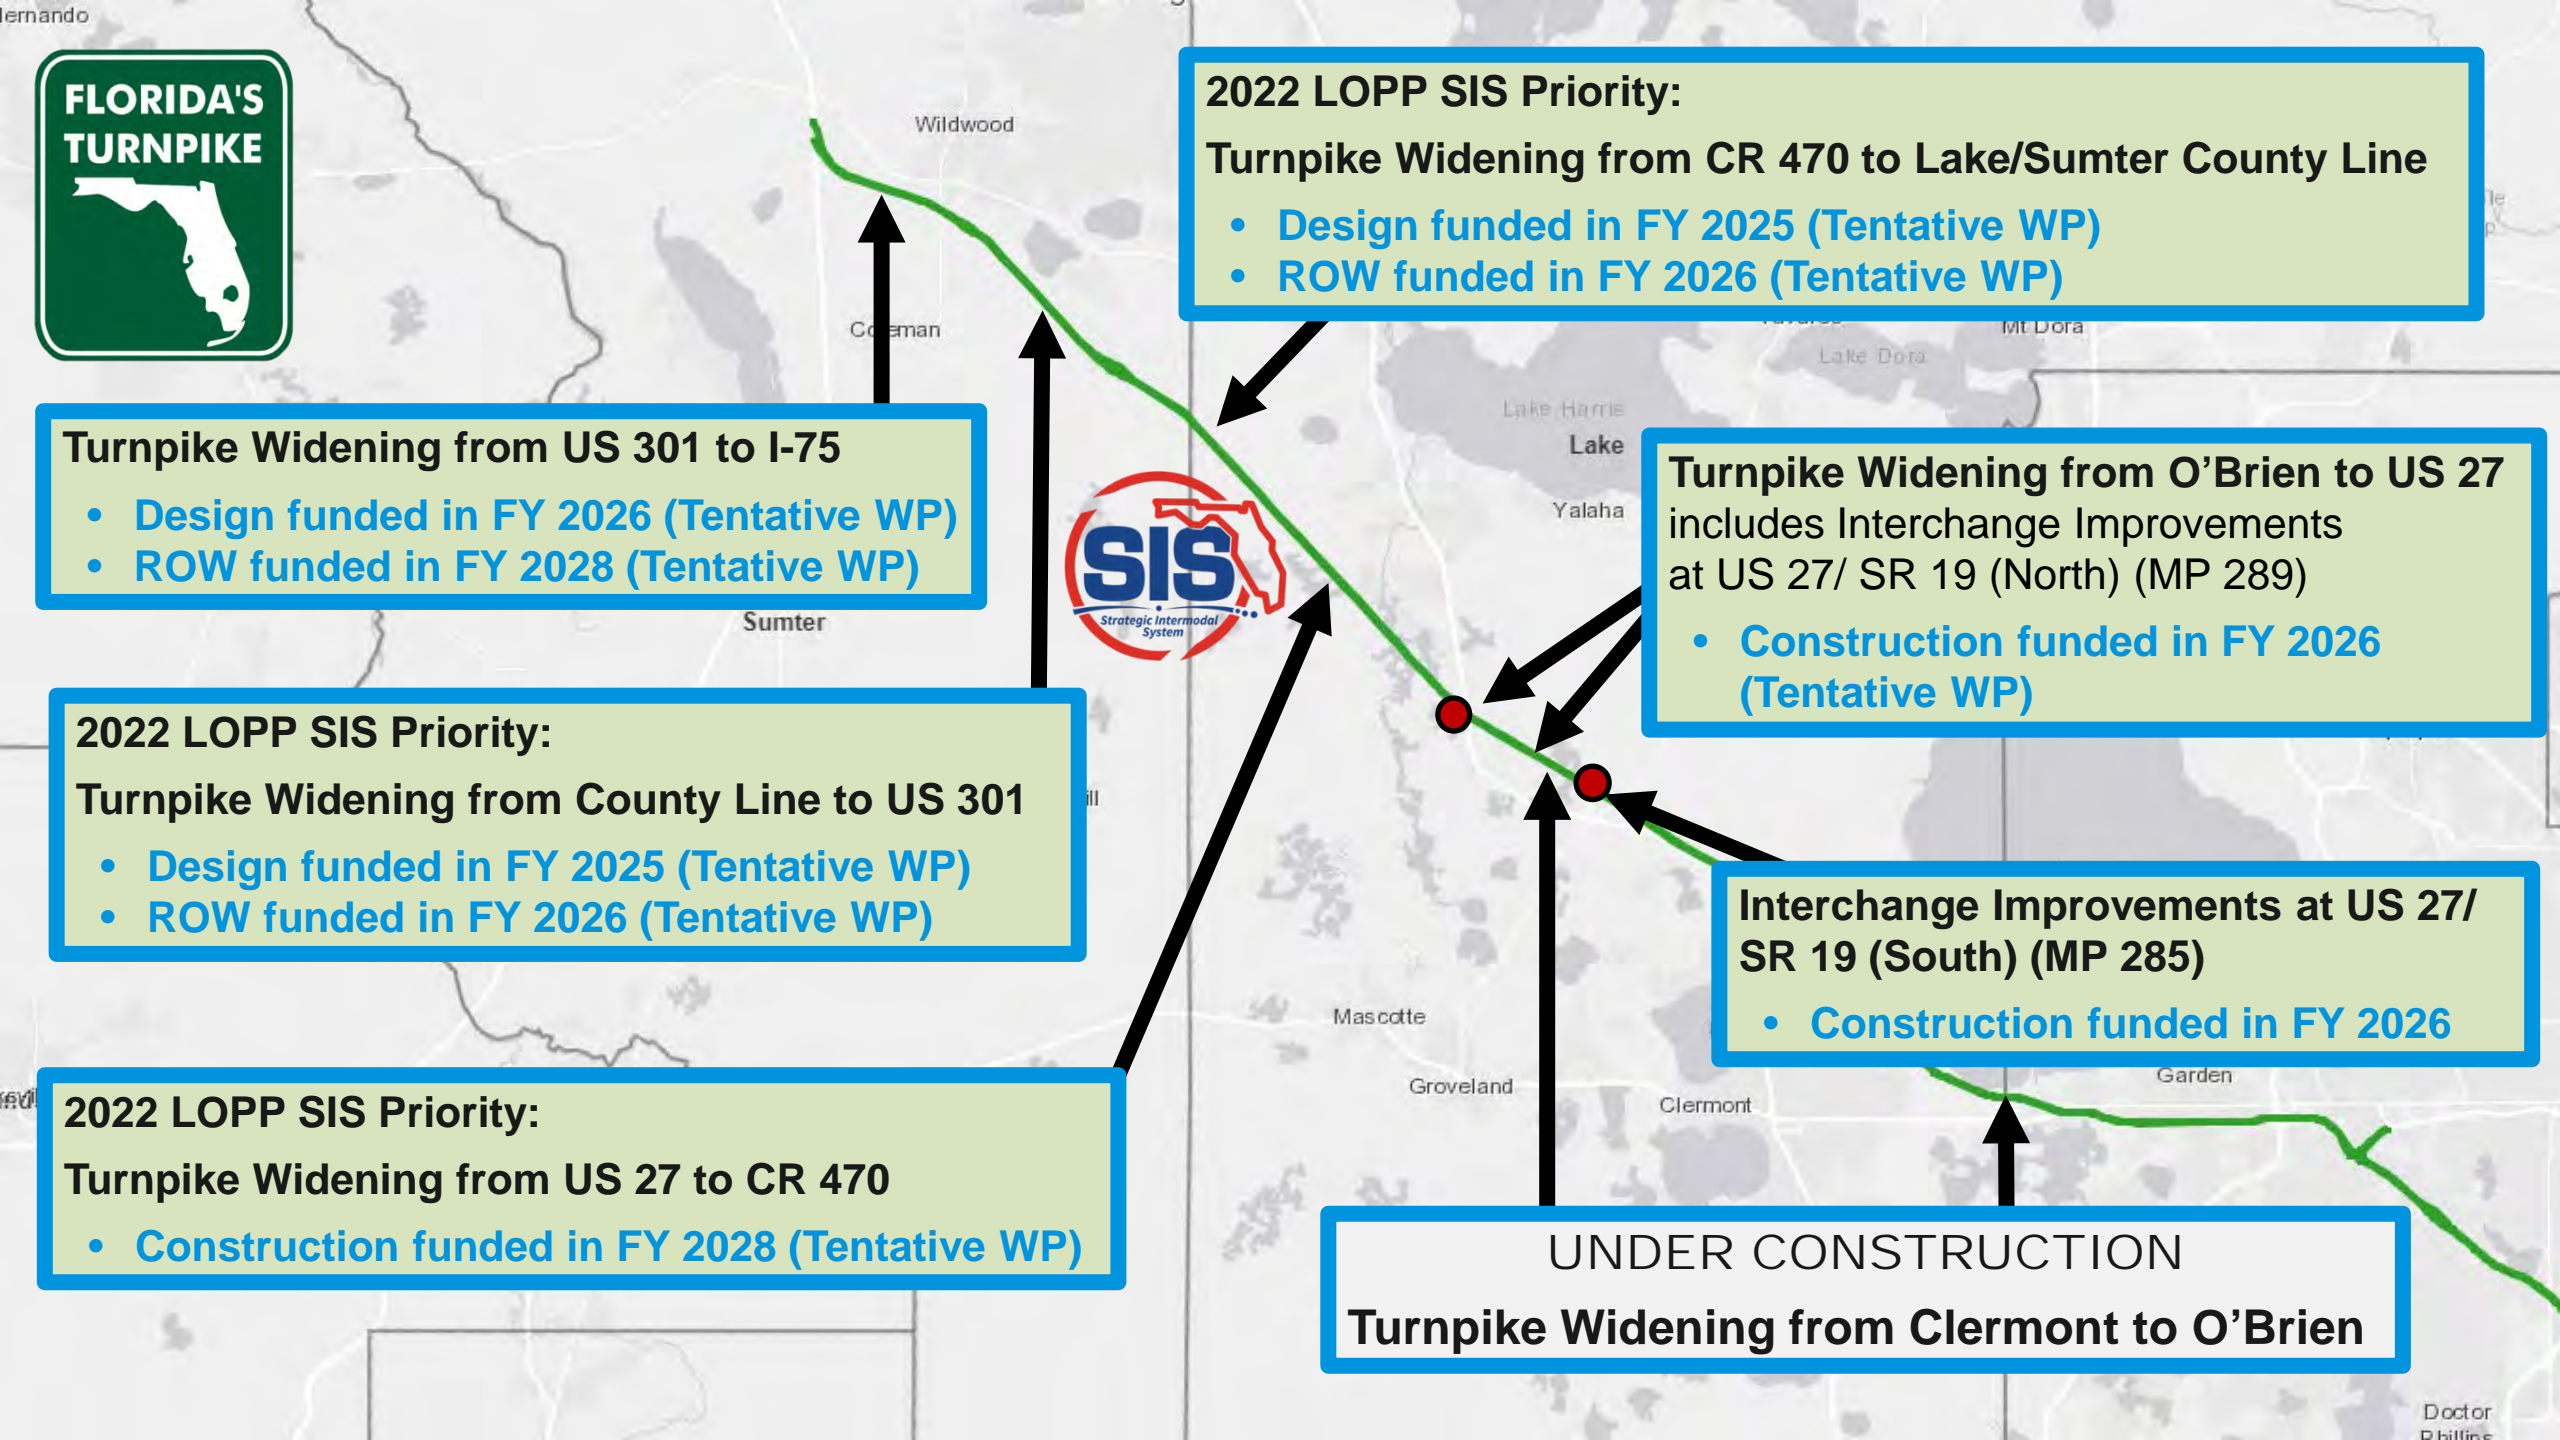 FLORIDA'S
TURNPIKE
Wildwood
2022 LOPP SIS Priority:
Turnpike Widening from CR 470 to Lake/Sumter County Line
• Design funded in FY 2025 (Tentative WP)
• ROW funded in FY 2026 (Tentative WP)
Mt Dora
Lake Dora
Turnpike Widening from US 301 to I-75
• Design funded in FY 2026 (Tentative WP)
• ROW funded in FY 2028 (Tentative WP)
Sumter
SIS
Strategic Intermodal
System
Lake Harris
Lake
Yalaha
Turnpike Widening from O’Brien to US 27
includes Interchange Improvements
at US 27/ SR 19 (North) (MP 289)
• Construction funded in FY 2026
(Tentative WP)
2022 LOPP SIS Priority:
Turnpike Widening from County Line to US 301
• Design funded in FY 2025 (Tentative WP)
• ROW funded in FY 2026 (Tentative WP)
Interchange Improvements at US 27/
SR 19 (South) (MP 285)
• Construction funded in FY 2026
Mascotte
Groveland
Clermont
Garden
2022 LOPP SIS Priority:
Turnpike Widening from US 27 to CR 470
• Construction funded in FY 2028 (Tentative WP)
UNDER CONSTRUCTION
Turnpike Widening from Clermont to O’Brien
Doctor